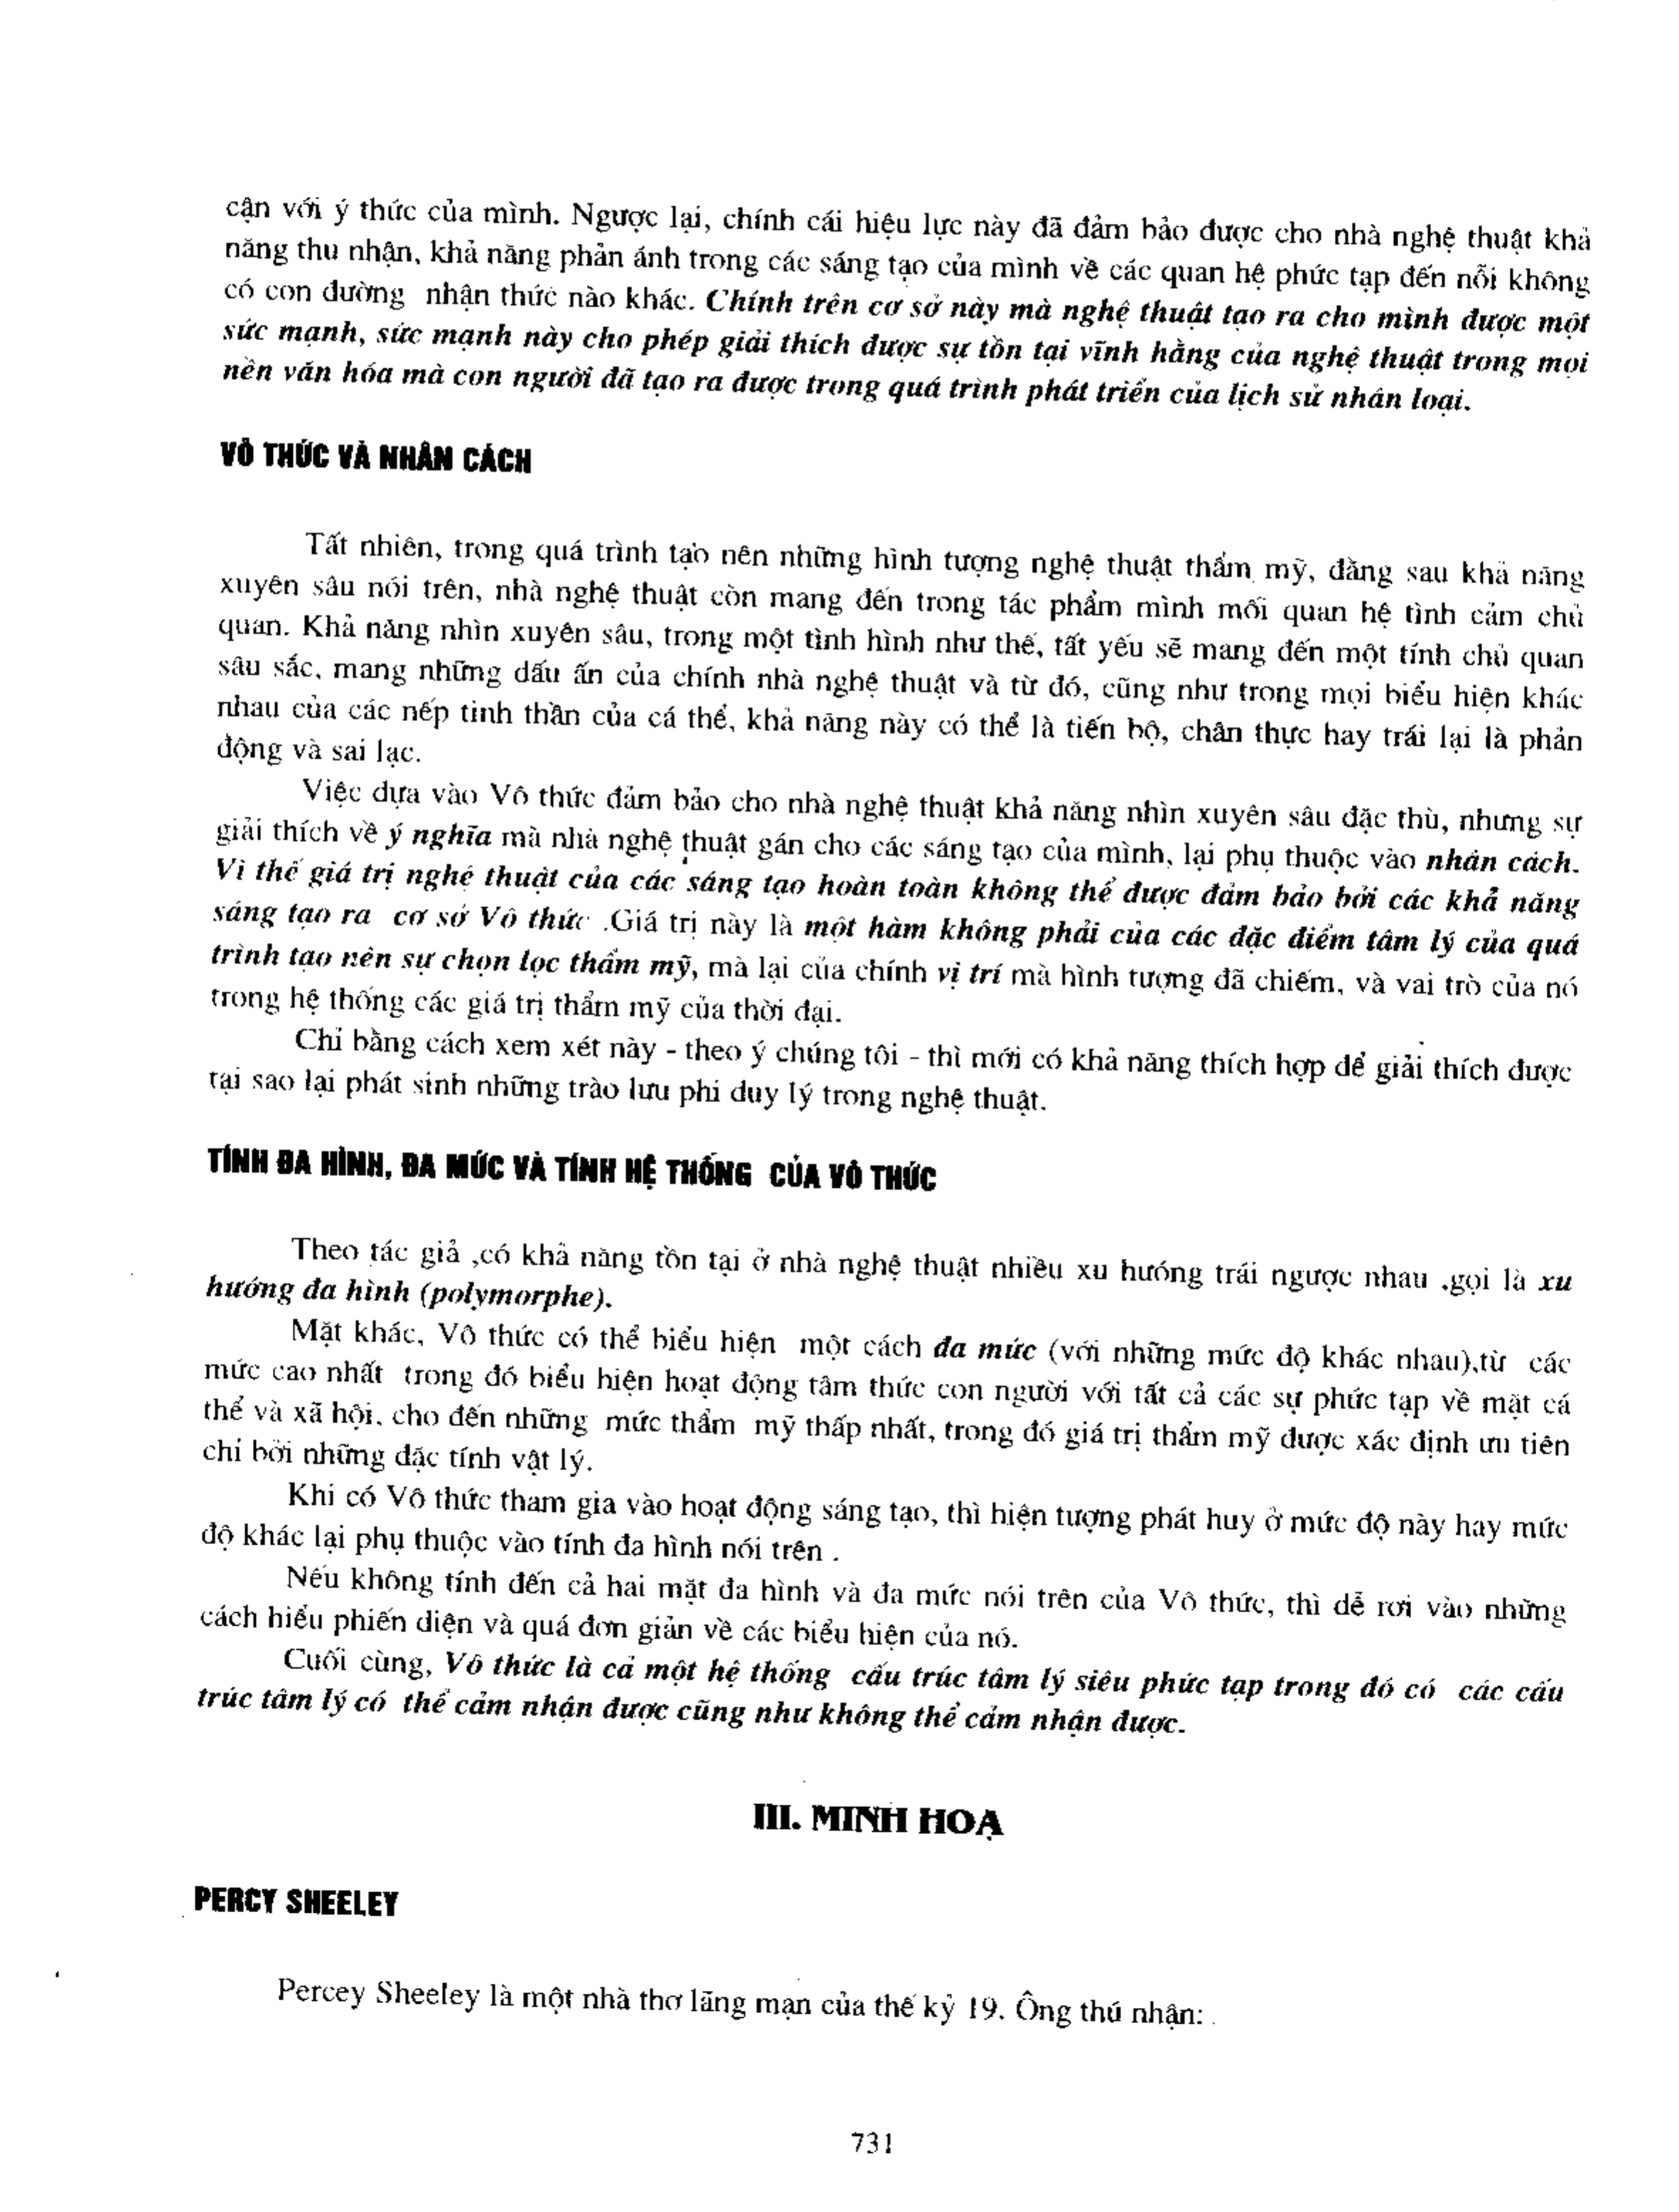 cận với ý thức của mình. Ngược lại, chính cái hiệu lực này đã đảm bảo được cho nhà nghệ thuật khả
năng thu nhận, khả năng phản ánh trong các sáng tạo của mình về các quan hệ phức tạp đến nỗi không
có con đường nhận thức nào khác. Chính trên cơ sở này mà nghệ thuật tạo ra cho mình được một
sức mạnh, sức mạnh này cho phép giải thích được sự tồn tại vĩnh hằng của nghệ thuật trong mọi
nền văn hóa mà con người đã tạo ra được trong quá trình phát triển của lịch sử nhân loại.
VÔ THỨC VÀ NHÂN CÁCH
Tất nhiên, trong quá trình tạo nên những hình tượng nghệ thuật thẩm mỹ, đằng sau khả năng
xuyên sâu nói trên, nhà nghệ thuật còn mang đến trong tác phẩm mình mối quan hệ tình cảm chủ
quan. Khả năng nhìn xuyên sâu, trong một tình hình như thế, tất yếu sẽ mang đến một tính chủ quan
sâu sắc, mang những dấu ấn của chính nhà nghệ thuật và từ đó, cũng như trong mọi biểu hiện khác
nhau của các nếp tinh thần của cá thể, khả năng này có thể là tiến bộ, chân thực hay trái lại là phản
động và sai lạc.
Việc dựa vào Vô thức đảm bảo cho nhà nghệ thuật khả năng nhìn xuyên sâu đặc thù, nhưng sự
giải thích về ý nghĩa mà nhà nghệ thuật gán cho các sáng tạo của mình, lại phụ thuộc vào nhân cách.
Vì thế giá trị nghệ thuật của các sáng tạo hoàn toàn không thể được đảm bảo bởi các khả năng
sáng tạo ra cơ sở Vô thức .Giá trị này là một hàm không phải của các đặc điểm tâm lý của quá
trình tạo nên sự chọn lọc thẩm mỹ, mà lại của chính vị trí mà hình tượng đã chiếm, và vai trò của nó
trong hệ thống các giá trị thẩm mỹ của thời đại.
Chỉ bằng cách xem xét này - theo ý chúng tôi - thì mới có khả năng thích hợp để giải thích được
tại sao lại phát sinh những trào lưu phi duy lý trong nghệ thuật.
TÍNH ĐA HÌNH, ĐA MỨC VÀ TÍNH HỆ THỐNG CỦA VÔ THỨC
Theo tác giả ,có khả năng tồn tại ở nhà nghệ thuật nhiều xu hướng trái ngược nhau ,gọi là xu
hướng đa hình (polymorphe).
Mặt khác, Vô thức có thể biểu hiện một cách đa mức (với những mức độ khác nhau),từ các
mức cao nhất trong đó biểu hiện hoạt động tâm thức con người với tất cả các sự phức tạp về mặt cá
thể và xã hội, cho đến những mức thẩm mỹ thấp nhất, trong đó giá trị thẩm mỹ được xác định ưu tiên
chỉ bởi những đặc tính vật lý.
Khi có Vô thức tham gia vào hoạt động sáng tạo, thì hiện tượng phát huy ở mức độ này hay mức
độ khác lại phụ thuộc vào tính đa hình nói trên .
Nếu không tính đến cả hai mặt đa hình và đa mức nói trên của Vô thức, thì dễ rơi vào những
cách hiểu phiến diện và quá đơn giản về các biểu hiện của nó.
Cuối cùng, Vô thức là cả một hệ thống cấu trúc tâm lý siêu phức tạp trong đó có các cấu
trúc tâm lý có thể cảm nhận được cũng như không thể cảm nhận được.
III. MINH HOẠ
PERCY SHEELEY
Percey Sheeley là một nhà thơ lãng mạn của thế kỷ 19. Ông thú nhận:
731